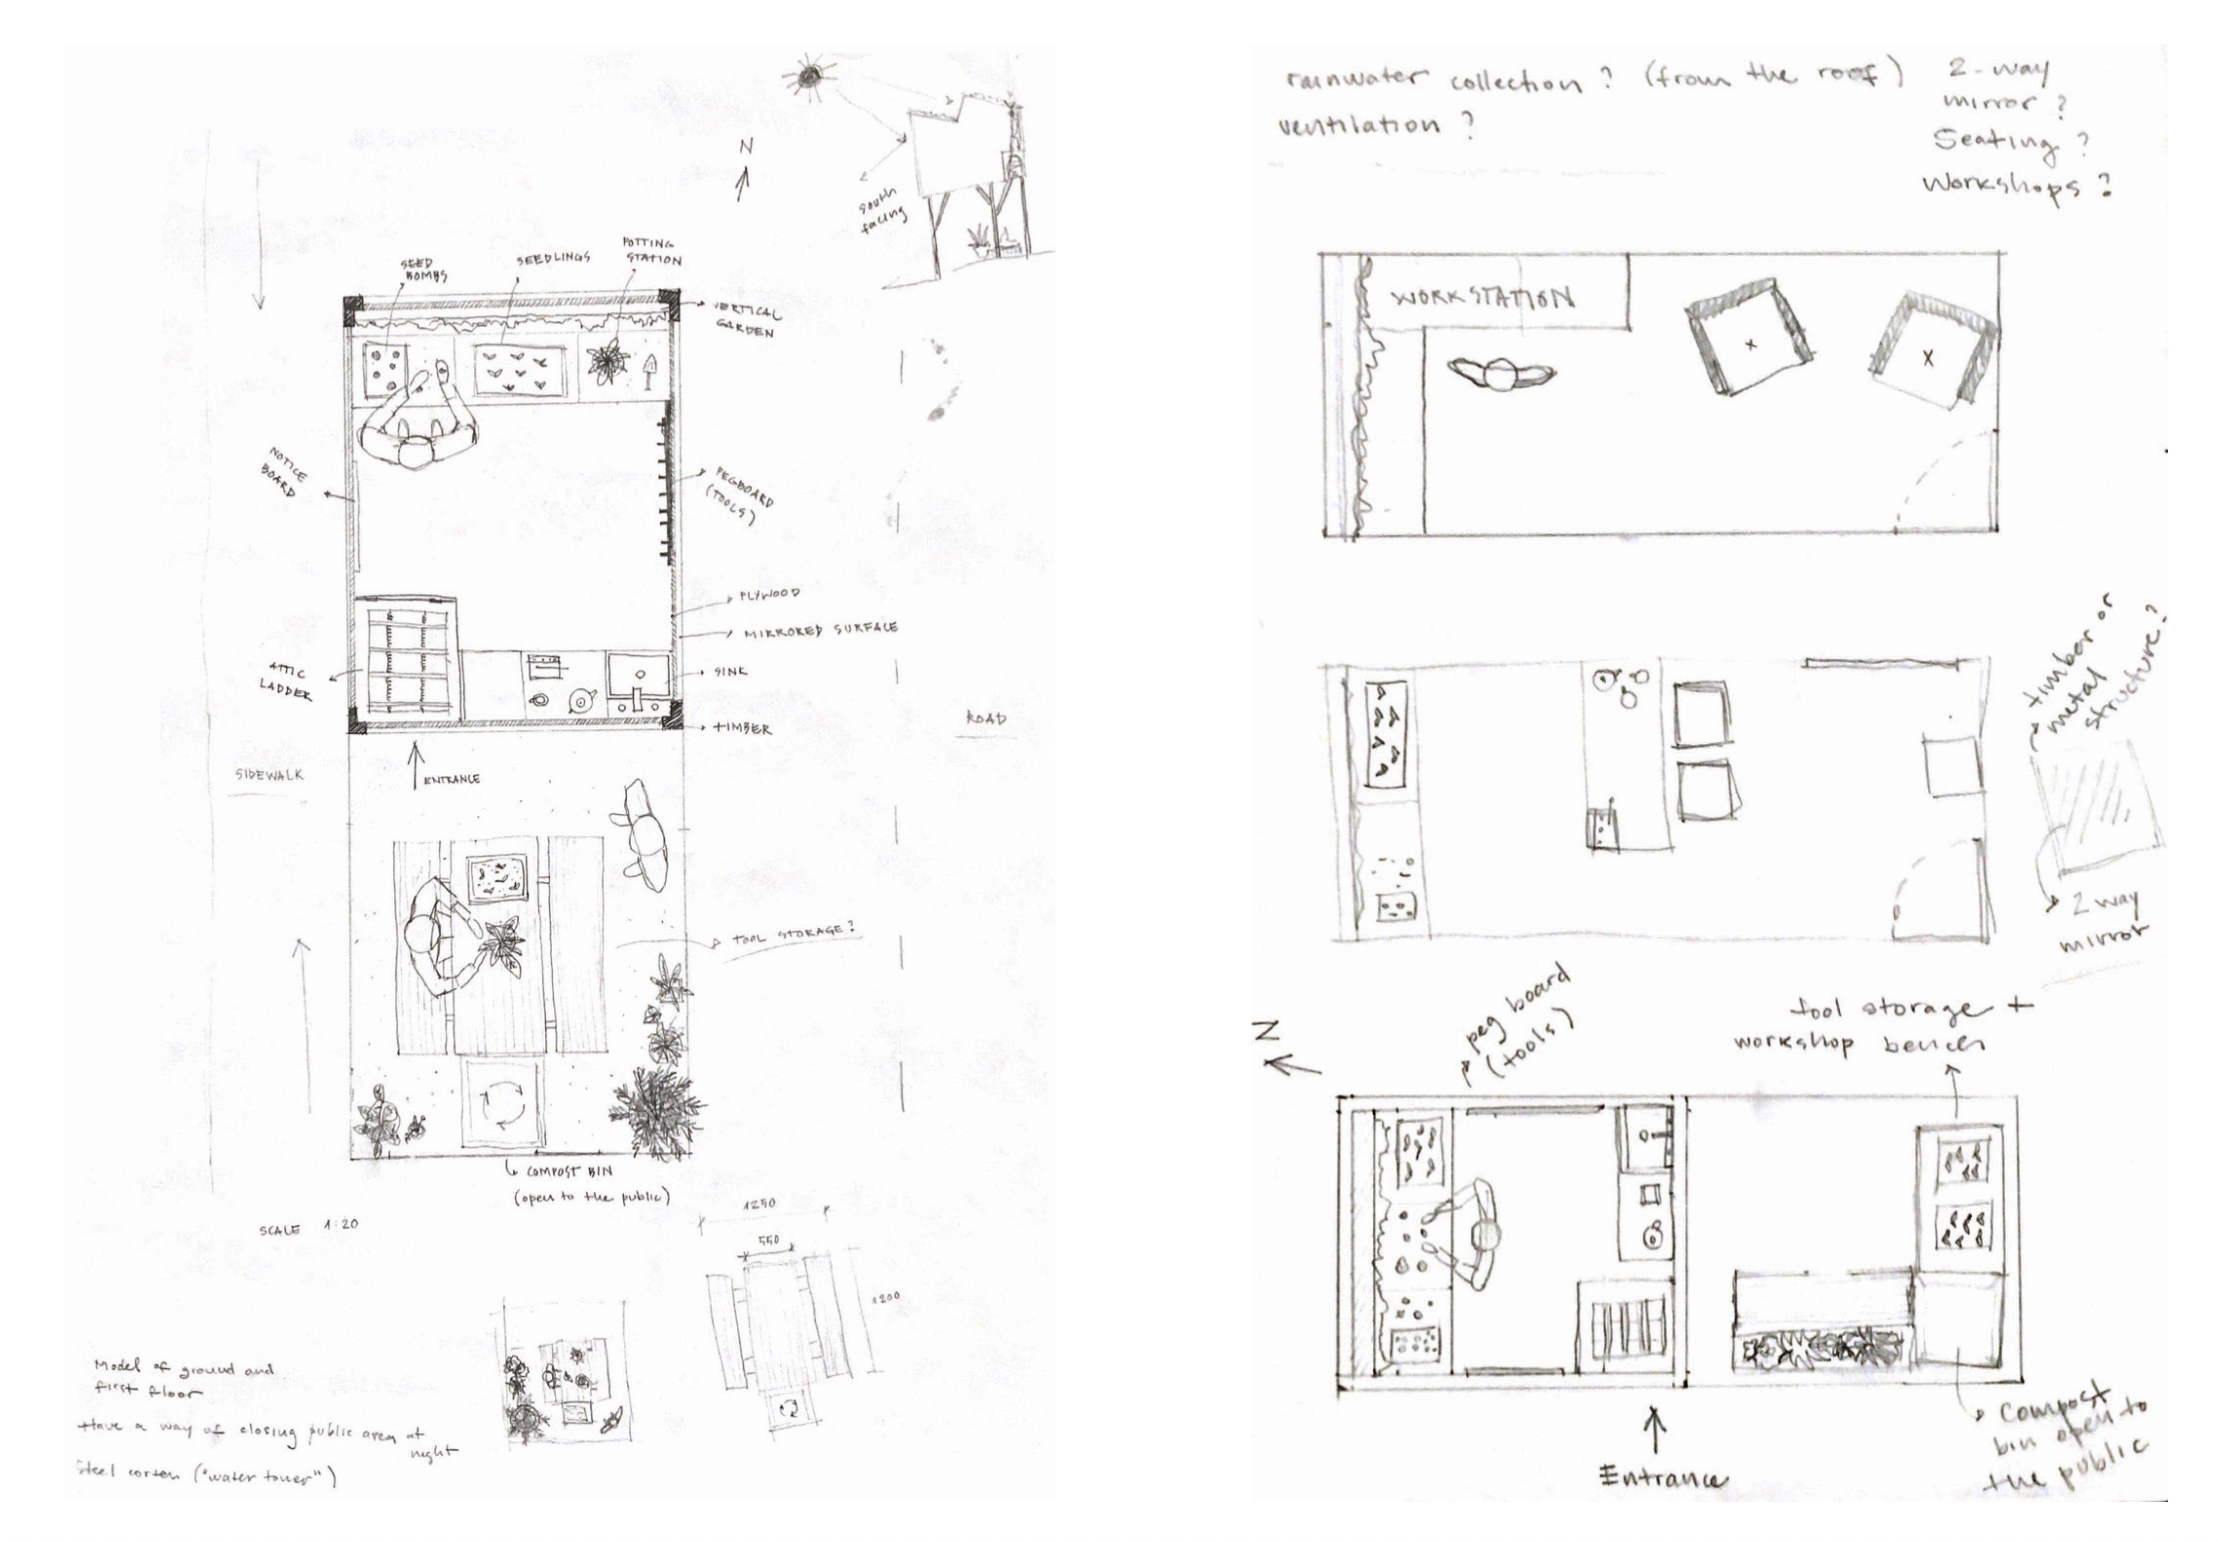 N
↑
south
facing
SEED
BOMBS
SEEDLINGS
POTTING
STATION
VERTICAL
GARDEN
NOTICE
BOARD
PEGBOARD
(TOOLS)
PLYWOOD
MIRRORED SURFACE
SINK
ATTIC
LADDER
TIMBER
ROAD
SIDEWALK
ENTRANCE
TOOL STORAGE?
COMPOST BIN
(open to the public)
SCALE 1:20
1250
550
1200
Model of ground and
first floor
Have a way of closing public area at
night
Steel corten ("water tower")
rainwater collection? (from the roof)
ventilation?
2-way
mirror?
Seating?
Workshops?
WORKSTATION
x
x
timber or
metal
structure?
2 way
mirror
N
peg board
(tools)
tool storage +
workshop bench
Entrance
compost
bin open to
the public